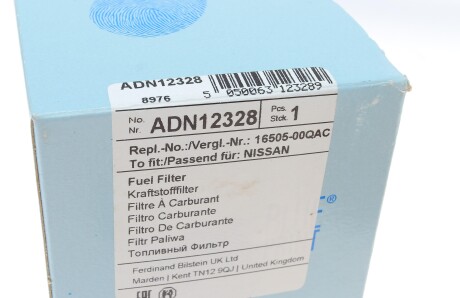 ADN12328
8976
5 050063 123289
No.
Nr. ADN12328 Pcs. Stck. 1
Repl.-No.:/Vergl.-Nr.: 16505-00QAC
To fit:/Passend für: NISSAN
Fuel Filter
Kraftstofffilter
Filtre À Carburant
Filtro Carburante
Filtro De Carburante
Filtr Paliwa
Топливный Фильтр
Ferdinand Bilstein UK Ltd
Marden | Kent TN12 9QJ | United Kingdom
EAC
®